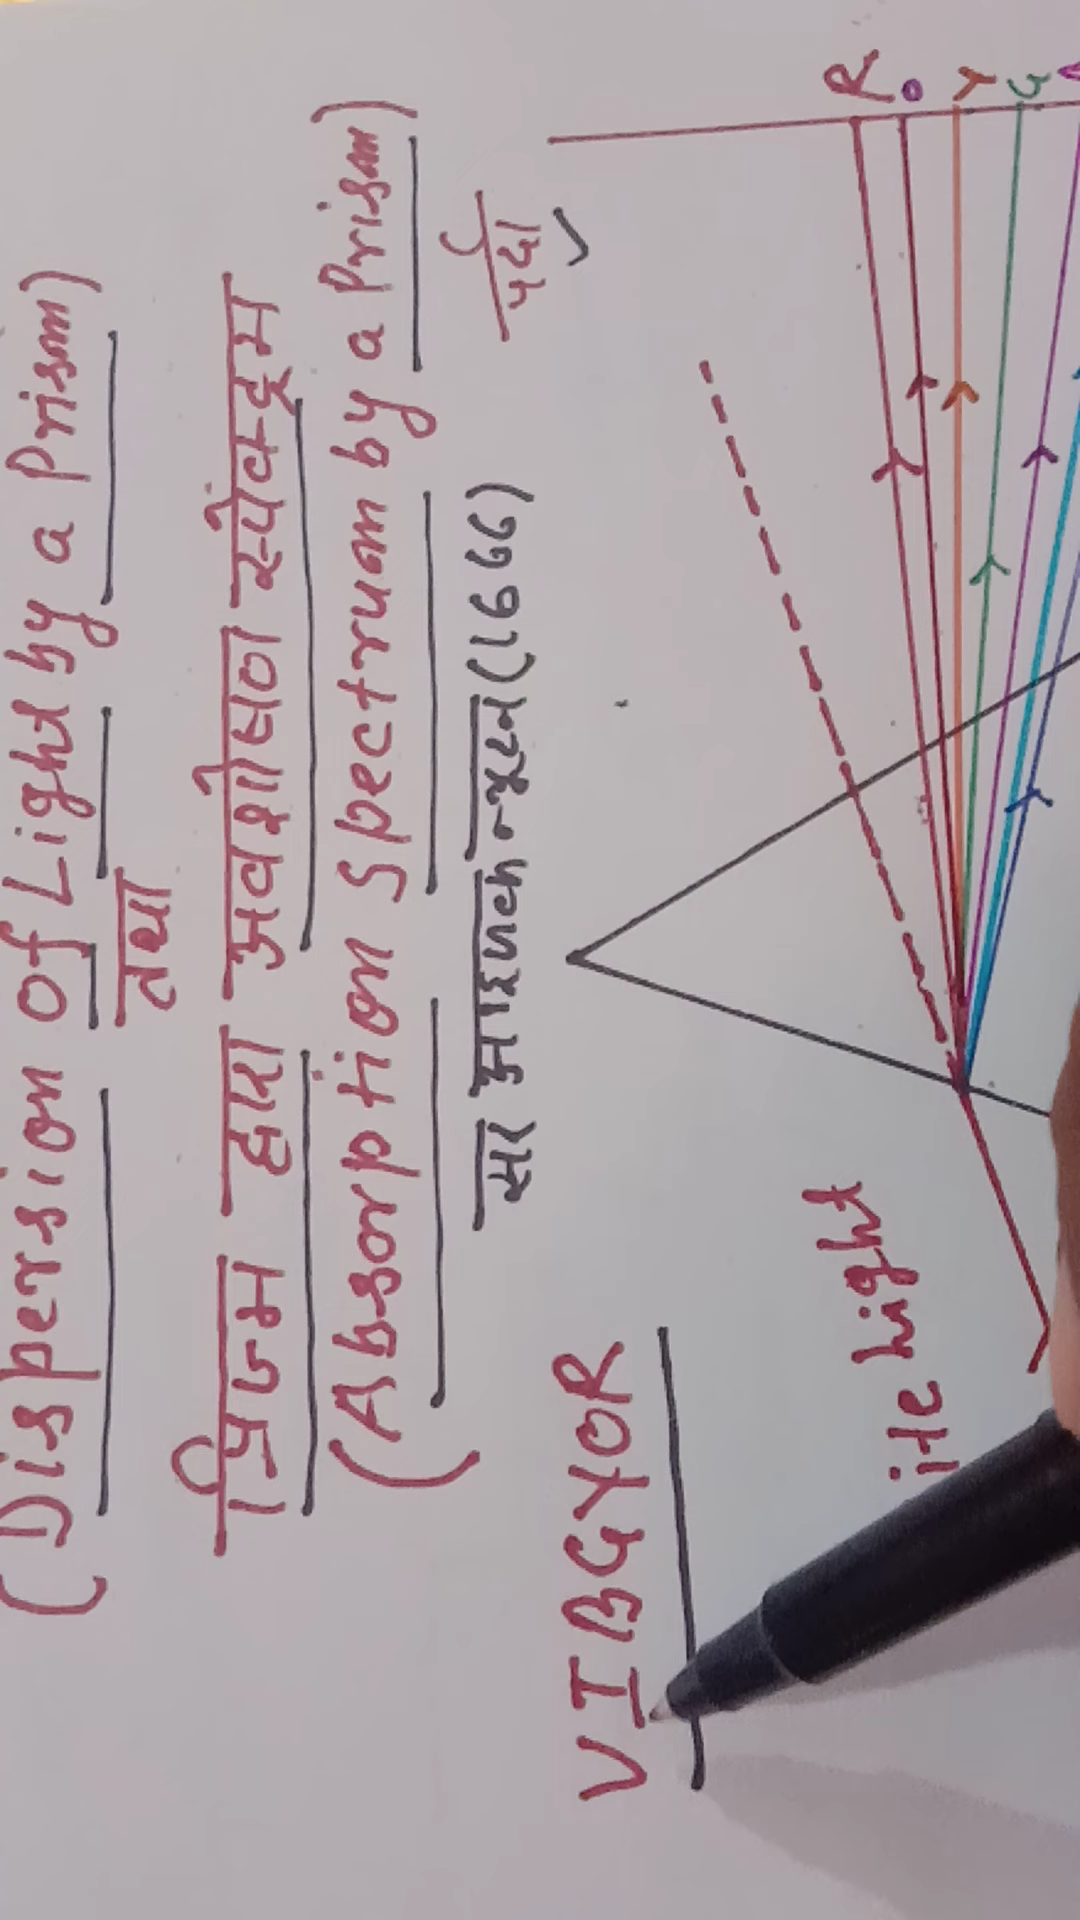 (Dispersion of Light by a Prism)
तथा
प्रिज्म द्वारा अवशोषण स्पेक्ट्रम
(Absorption Spectrum by a Prism)
सर आइजक न्यूटन (1666)
पर्दा
VIBGYOR
ite Light
R
O
Y
G